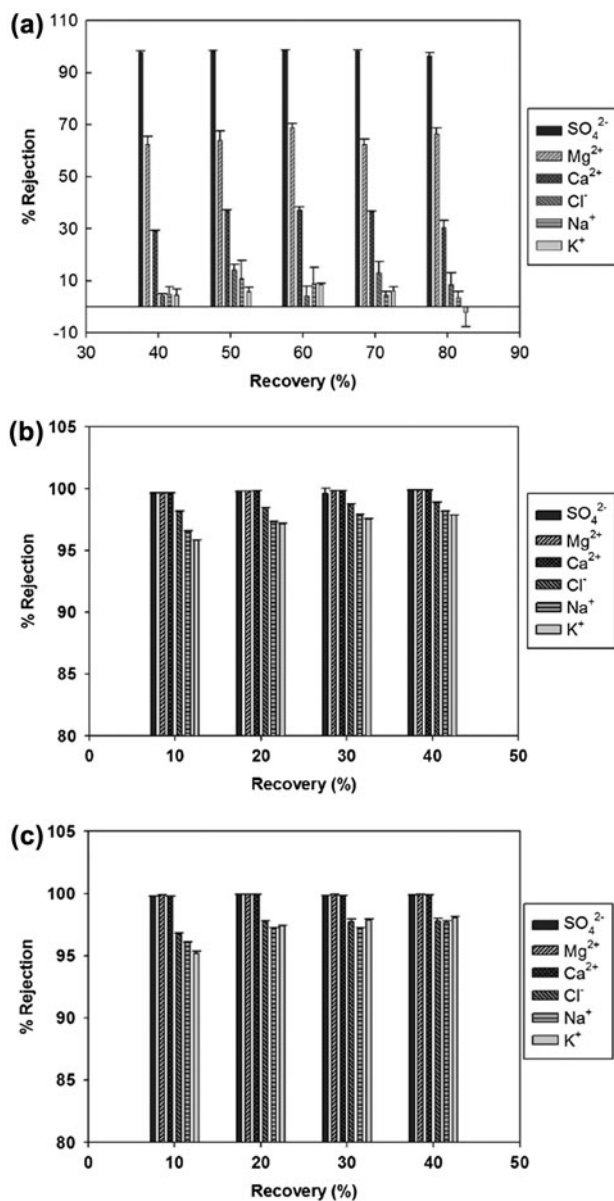 (a)
110
90
70
50
30
10
-10
% Rejection
30 40 50 60 70 80 90
Recovery (%)
SO₄²⁻
Mg²⁺
Ca²⁺
Cl⁻
Na⁺
K⁺
(b)
105
100
95
90
85
80
% Rejection
0 10 20 30 40 50
Recovery (%)
SO₄²⁻
Mg²⁺
Ca²⁺
Cl⁻
Na⁺
K⁺
(c)
105
100
95
90
85
80
% Rejection
0 10 20 30 40 50
Recovery (%)
SO₄²⁻
Mg²⁺
Ca²⁺
Cl⁻
Na⁺
K⁺